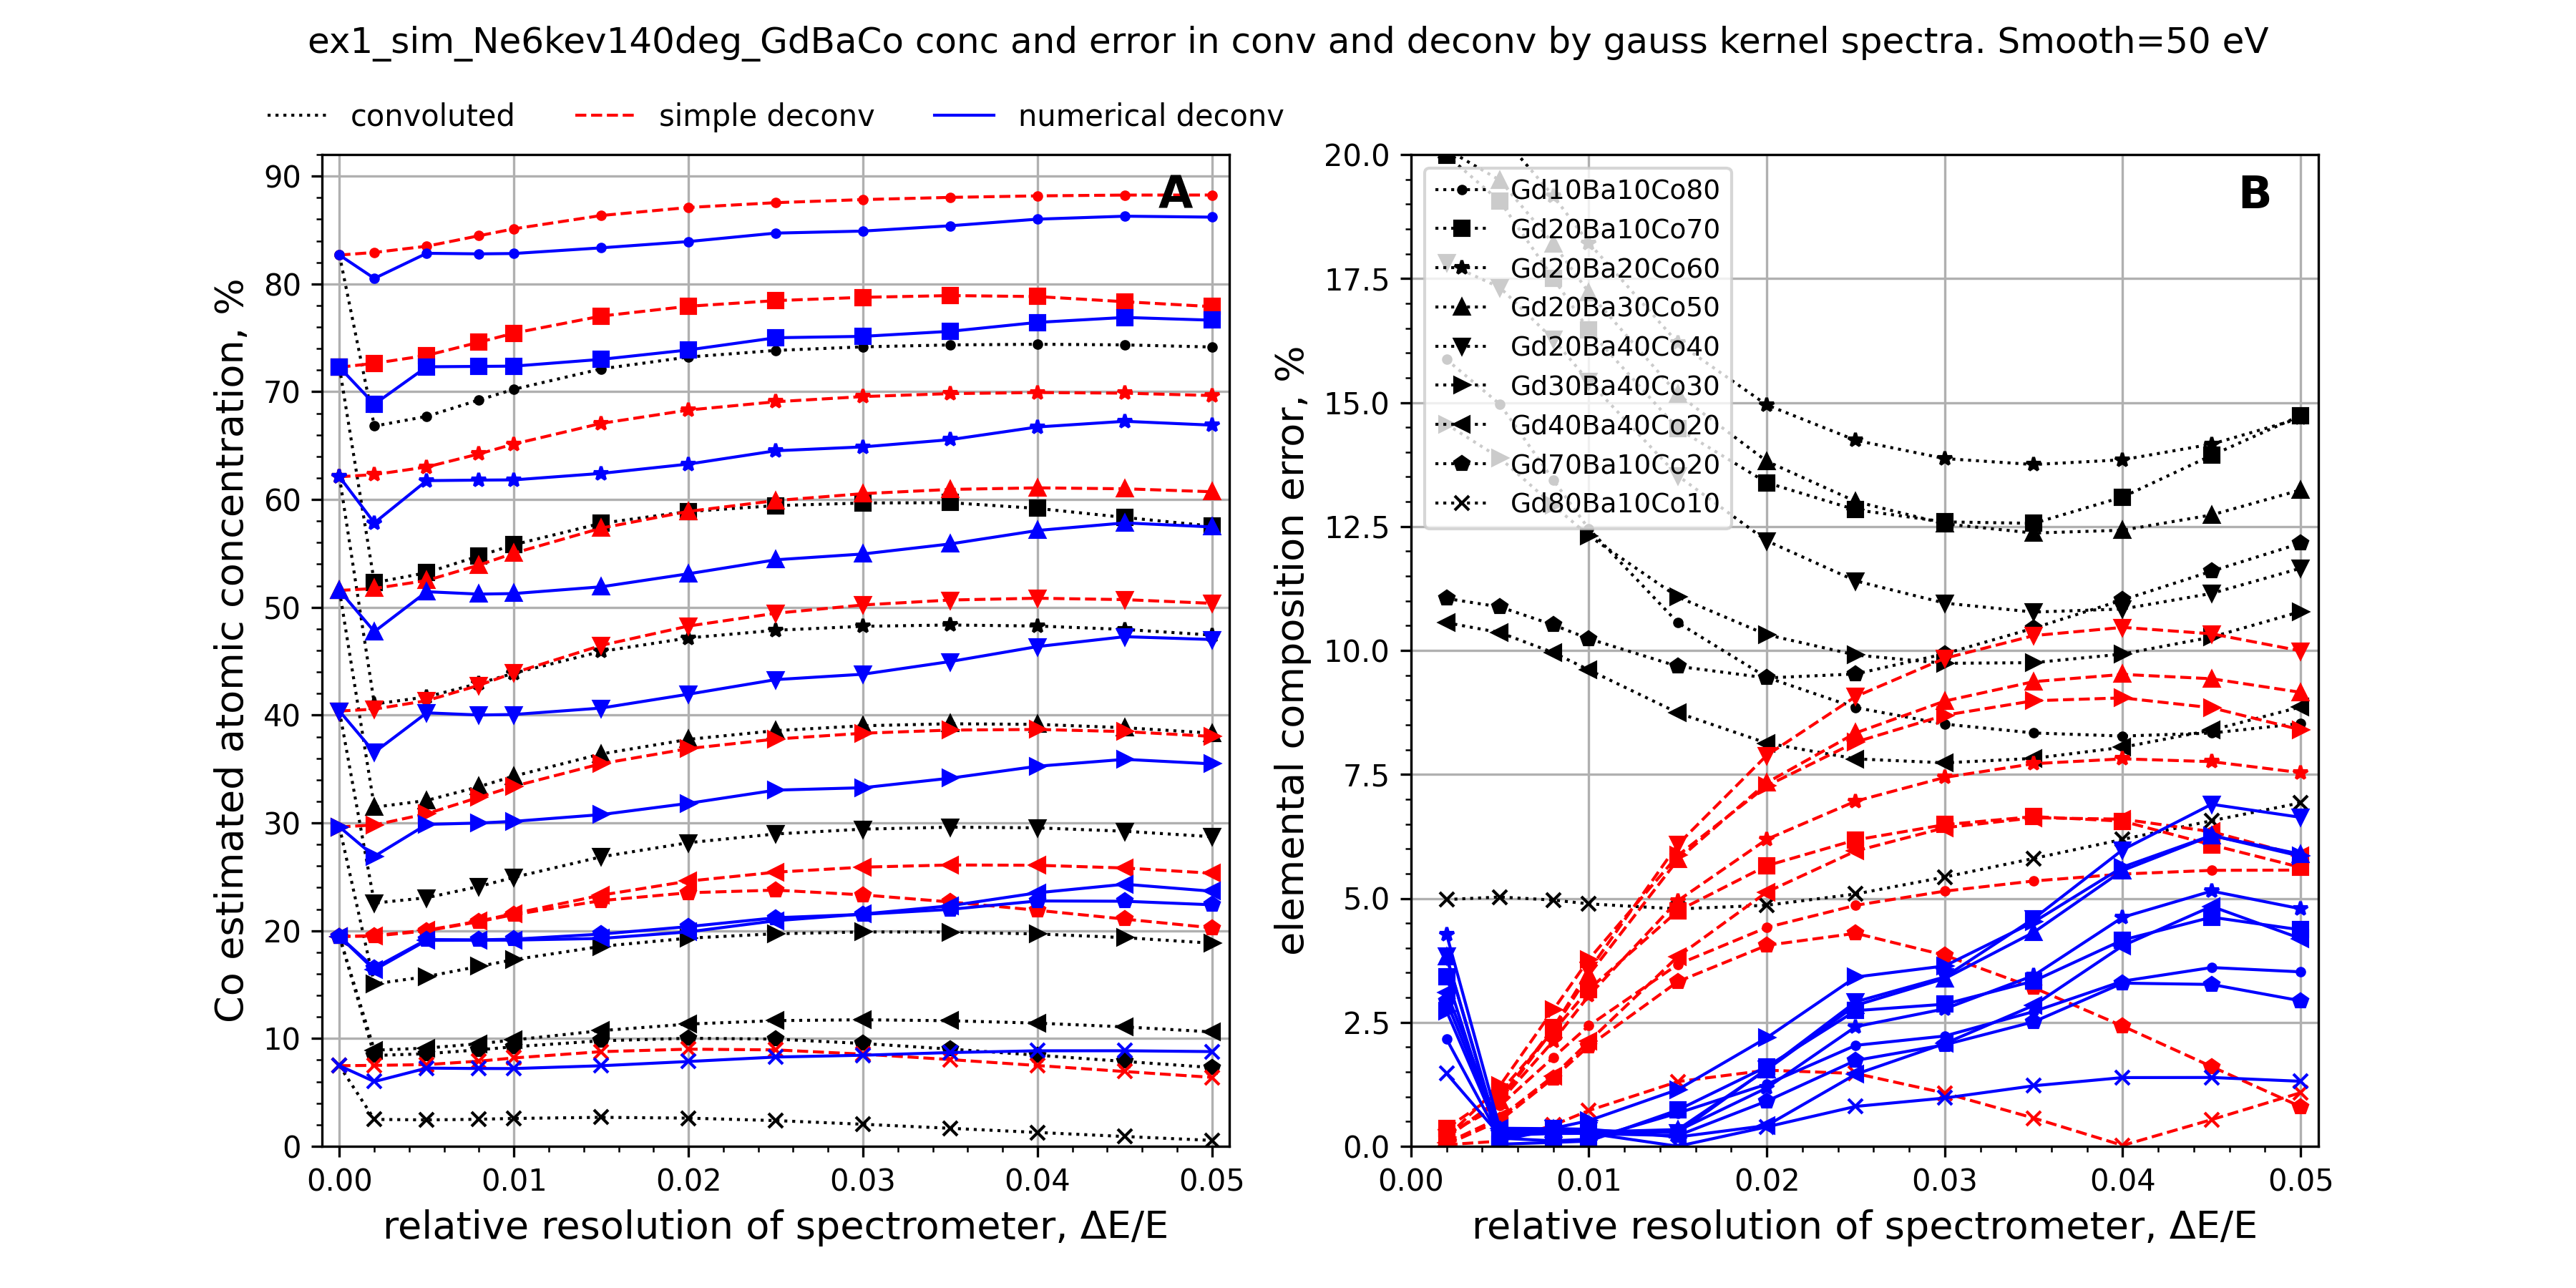 ex1_sim_Ne6kev140deg_GdBaCo conc and error in conv and deconv by gauss kernel spectra. Smooth=50 eV
convoluted simple deconv numerical deconv
A
Co estimated atomic concentration, %
90
80
70
60
50
40
30
20
10
0
0.00 0.01 0.02 0.03 0.04 0.05
relative resolution of spectrometer, ΔE/E
B
elemental composition error, %
20.0
17.5
15.0
12.5
10.0
7.5
5.0
2.5
0.0
Gd10Ba10Co80
Gd20Ba10Co70
Gd20Ba20Co60
Gd20Ba30Co50
Gd20Ba40Co40
Gd30Ba40Co30
Gd40Ba40Co20
Gd70Ba10Co20
Gd80Ba10Co10
0.00 0.01 0.02 0.03 0.04 0.05
relative resolution of spectrometer, ΔE/E